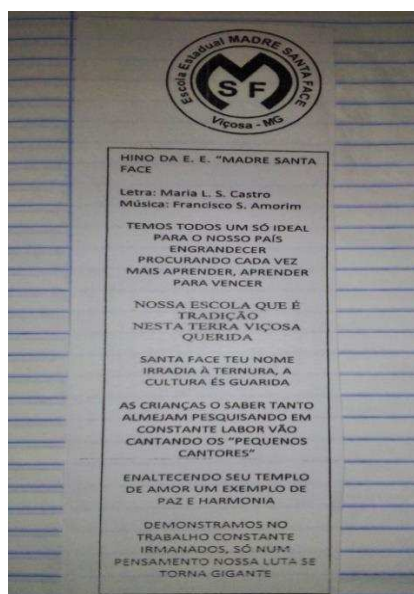 Escola Estadual MADRE SANTA FACE
M
SF
Viçosa - MG
HINO DA E. E. "MADRE SANTA
FACE
Letra: Maria L. S. Castro
Música: Francisco S. Amorim
TEMOS TODOS UM SÓ IDEAL
PARA O NOSSO PAÍS
ENGRANDECER
PROCURANDO CADA VEZ
MAIS APRENDER, APRENDER
PARA VENCER
NOSSA ESCOLA QUE É
TRADIÇÃO
NESTA TERRA VIÇOSA
QUERIDA
SANTA FACE TEU NOME
IRRADIA À TERNURA, A
CULTURA ÉS GUARIDA
AS CRIANÇAS O SABER TANTO
ALMEJAM PESQUISANDO EM
CONSTANTE LABOR VÃO
CANTANDO OS "PEQUENOS
CANTORES"
ENALTECENDO SEU TEMPLO
DE AMOR UM EXEMPLO DE
PAZ E HARMONIA
DEMONSTRAMOS NO
TRABALHO CONSTANTE
IRMANADOS, SÓ NUM
PENSAMENTO NOSSA LUTA SE
TORNA GIGANTE